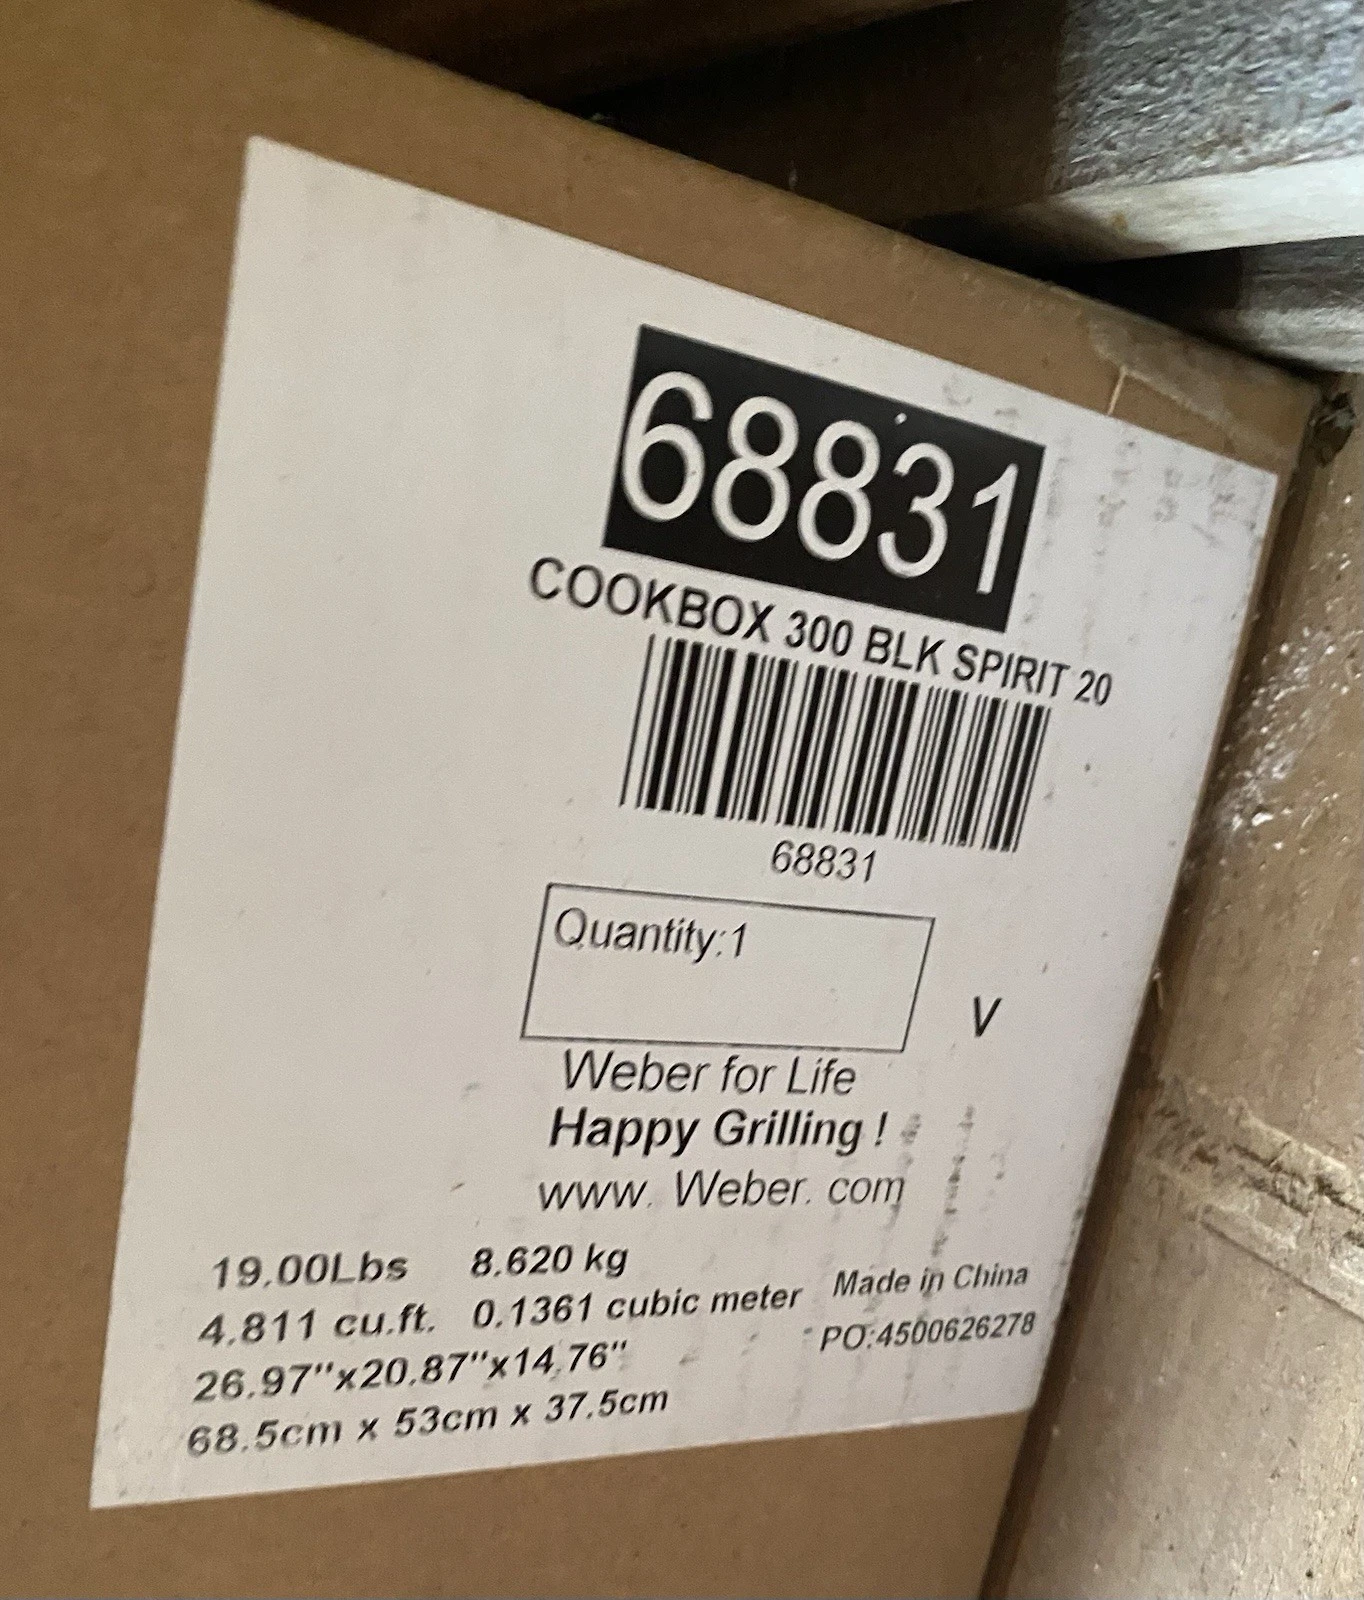 68831
COOKBOX 300 BLK SPIRIT 20
68831
Quantity:1
V
Weber for Life
Happy Grilling !
www. Weber. com
19.00Lbs 8.620 kg
4.811 cu.ft. 0.1361 cubic meter Made in China
26.97"x20.87"x14.76" PO:4500626278
68.5cm x 53cm x 37.5cm